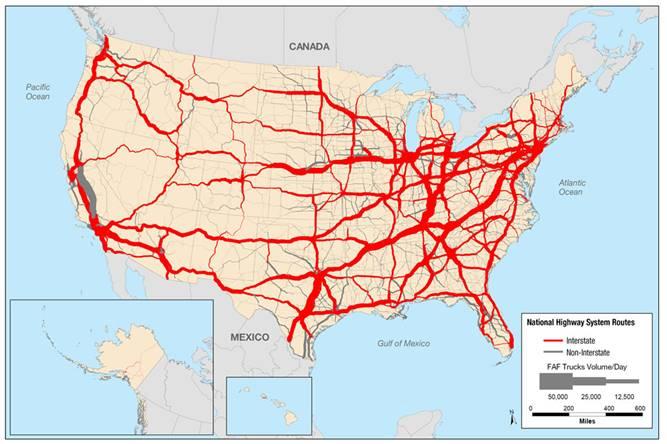 CANADA
Pacific
Ocean
Atlantic
Ocean
MEXICO
Gulf of Mexico
National Highway System Routes
Interstate
Non-Interstate
FAF Trucks Volume/Day
50,000 25,000 12,500
0 200 400 600
Miles
N